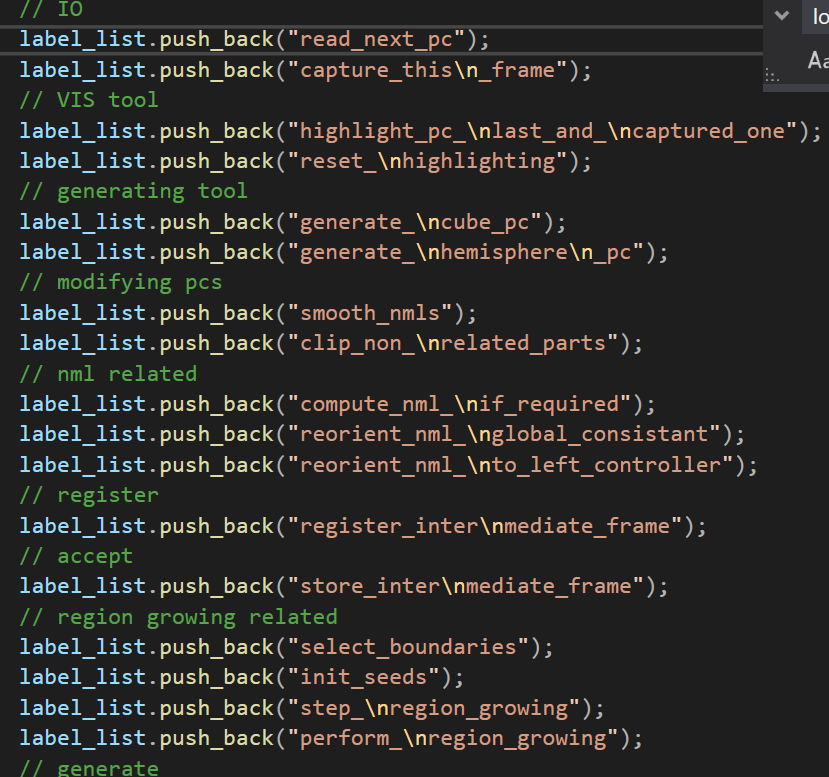 // IO
lo
label_list.push_back("read_next_pc");
label_list.push_back("capture_this\n_frame");
Aa
// VIS tool
label_list.push_back("highlight_pc_\nlast_and_\ncaptured_one");
label_list.push_back("reset_\nhighlighting");
// generating tool
label_list.push_back("generate_\ncube_pc");
label_list.push_back("generate_\nhemisphere\n_pc");
// modifying pcs
label_list.push_back("smooth_nmls");
label_list.push_back("clip_non_\nrelated_parts");
// nml related
label_list.push_back("compute_nml_\nif_required");
label_list.push_back("reorient_nml_\nglobal_consistant");
label_list.push_back("reorient_nml_\nto_left_controller");
// register
label_list.push_back("register_inter\nmediate_frame");
// accept
label_list.push_back("store_inter\nmediate_frame");
// region growing related
label_list.push_back("select_boundaries");
label_list.push_back("init_seeds");
label_list.push_back("step_\nregion_growing");
label_list.push_back("perform_\nregion_growing");
// generate